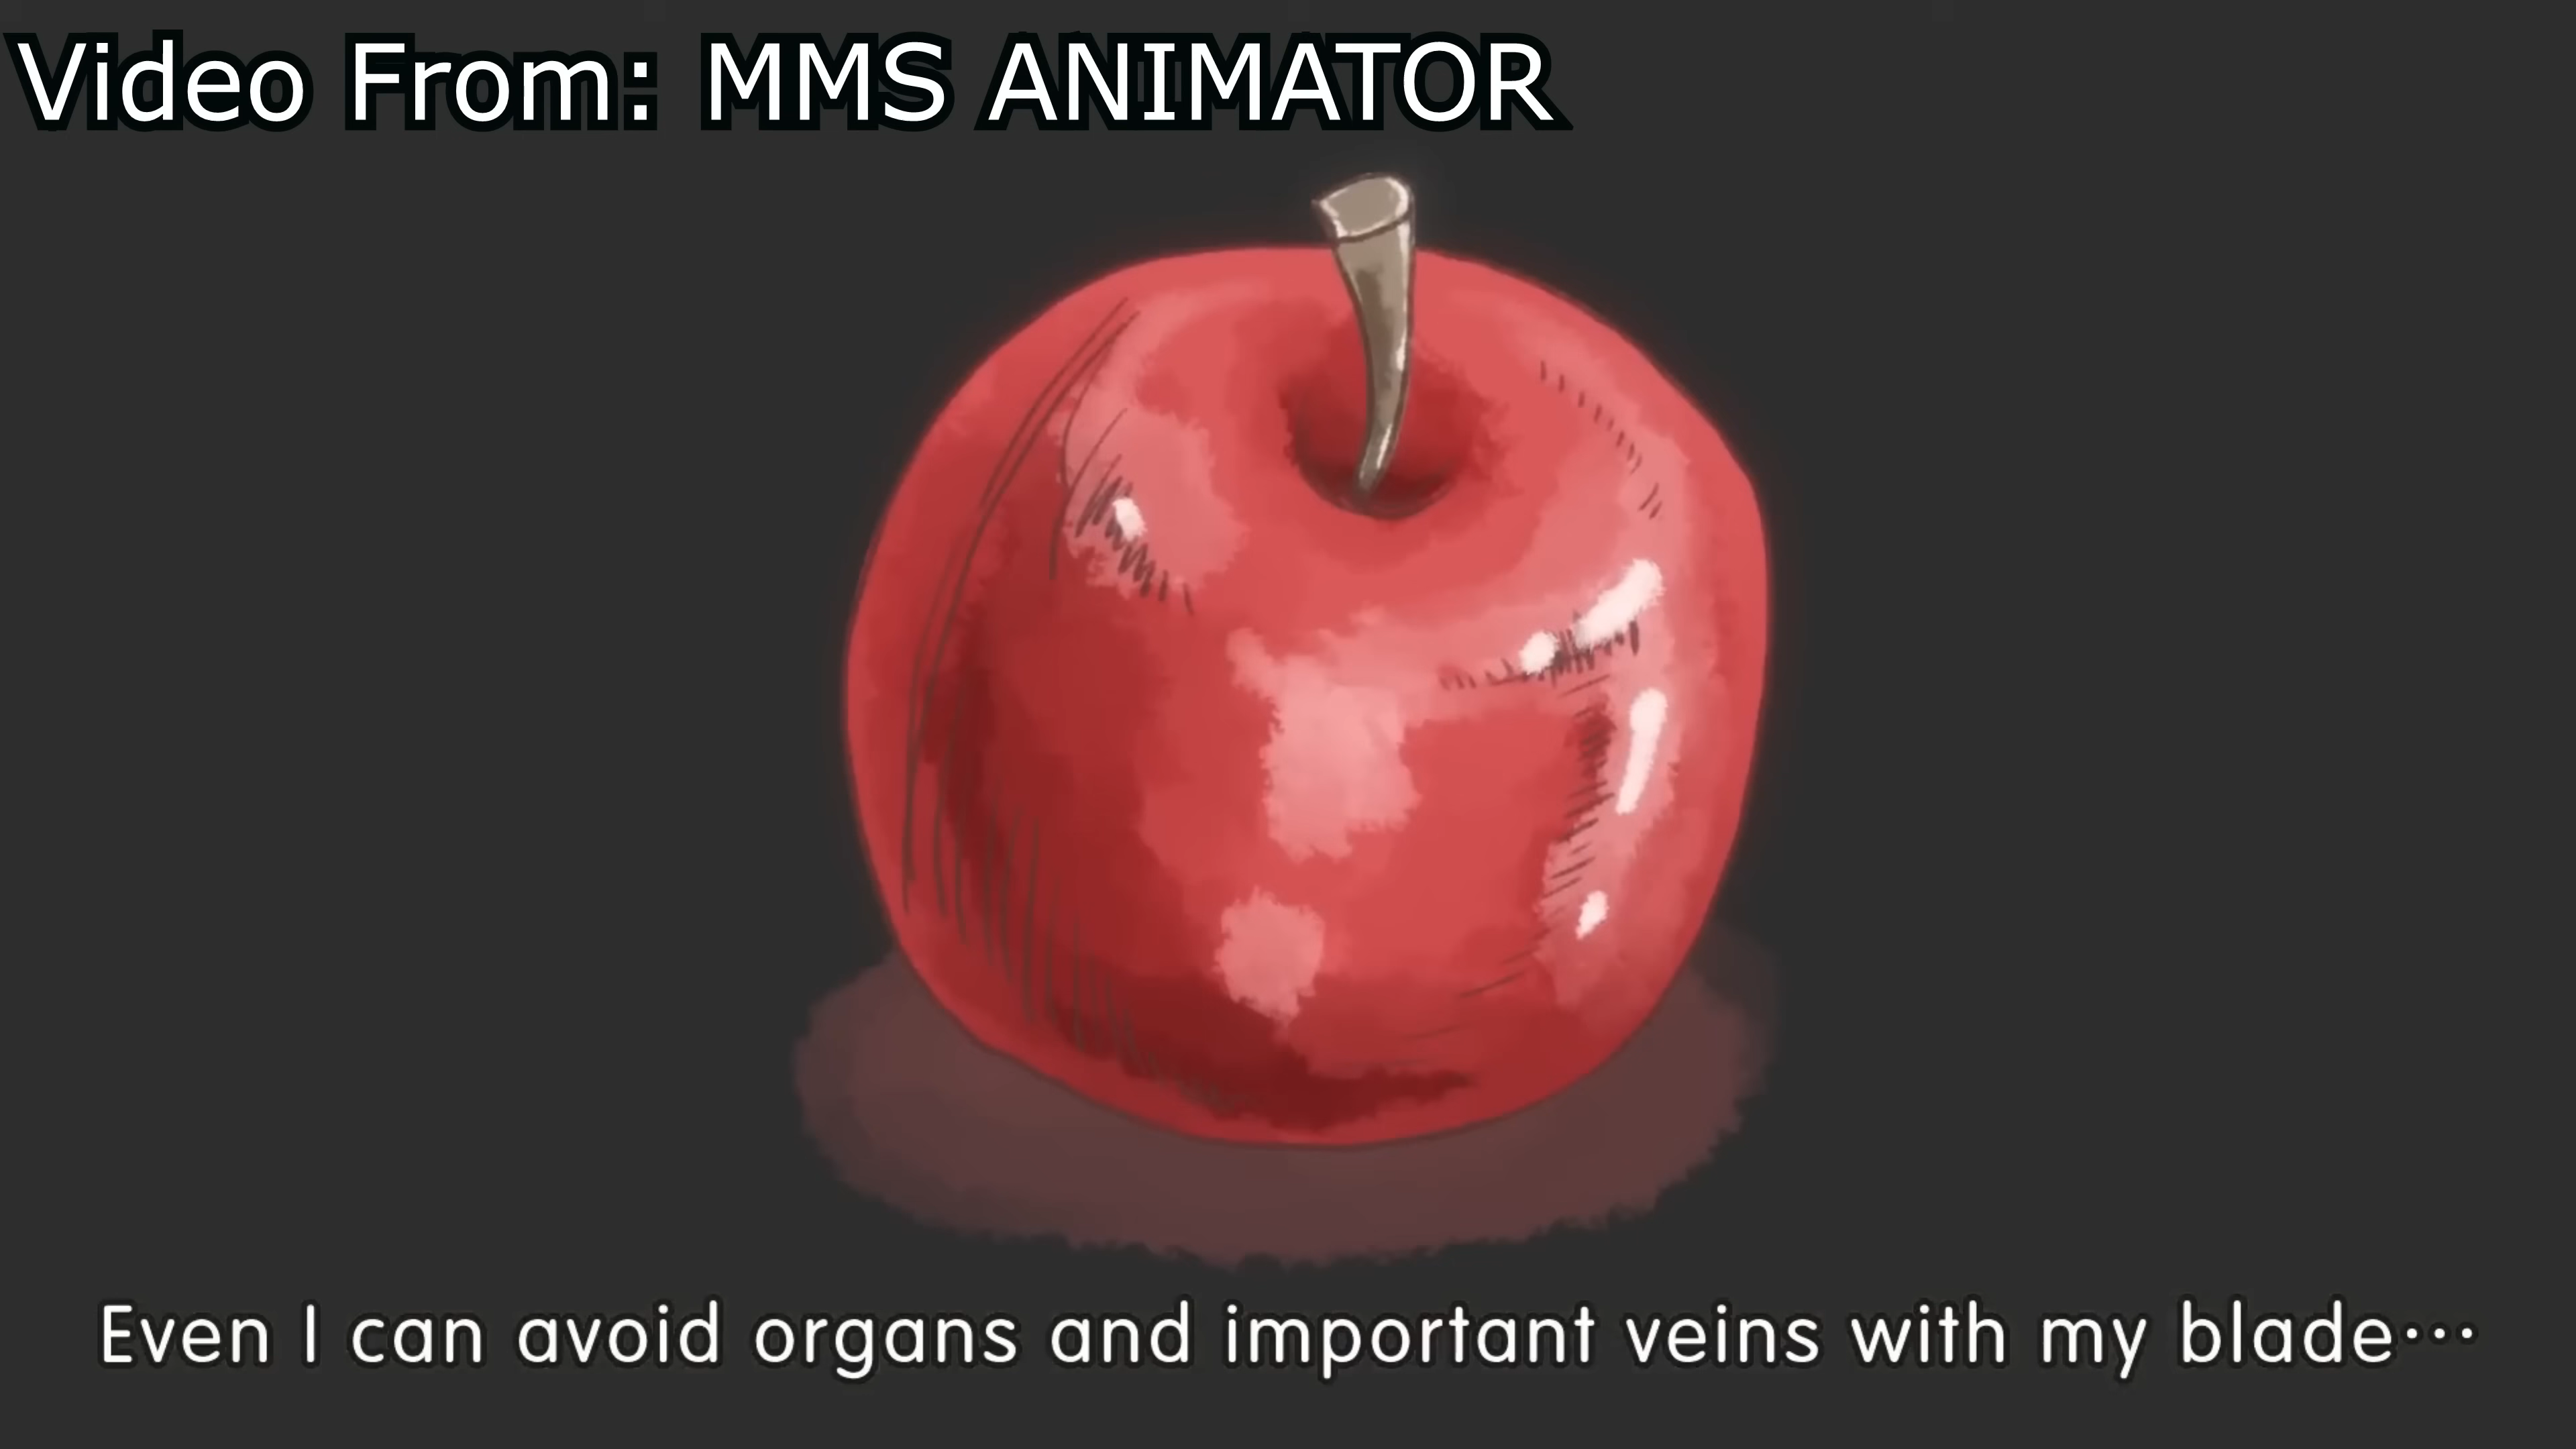 Video From: MMS ANIMATOR
Even I can avoid organs and important veins with my blade…